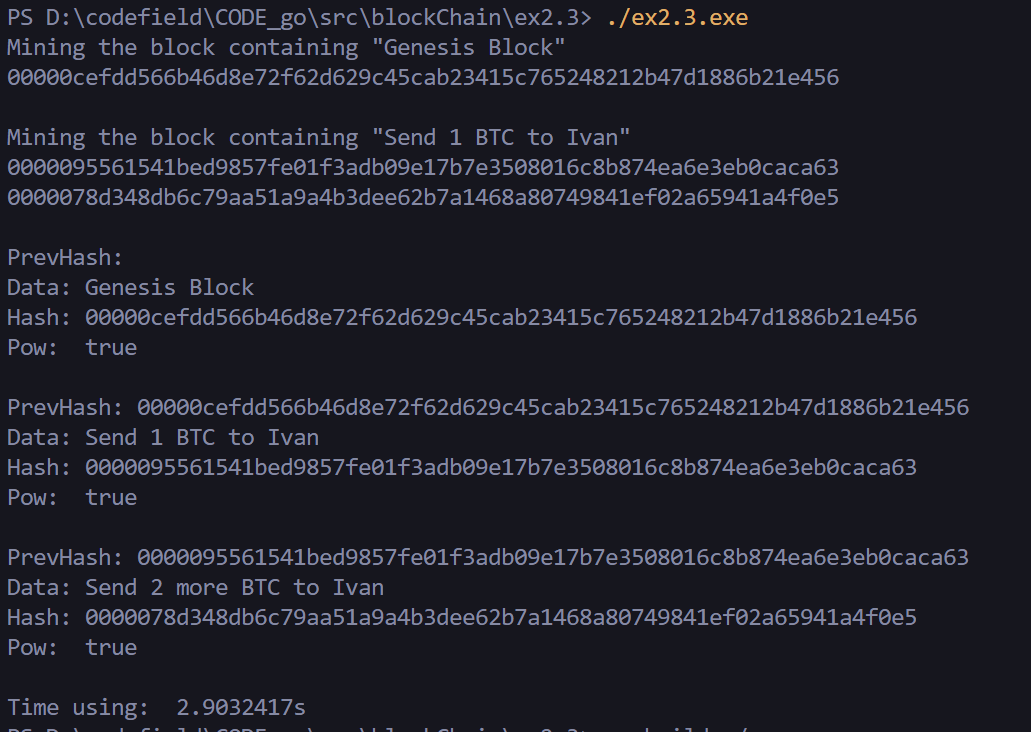 PS D:\codefield\CODE_go\src\blockChain\ex2.3> ./ex2.3.exe
Mining the block containing "Genesis Block"
00000cefdd566b46d8e72f62d629c45cab23415c765248212b47d1886b21e456
Mining the block containing "Send 1 BTC to Ivan"
0000095561541bed9857fe01f3adb09e17b7e3508016c8b874ea6e3eb0caca63
0000078d348db6c79aa51a9a4b3dee62b7a1468a80749841ef02a65941a4f0e5
PrevHash:
Data: Genesis Block
Hash: 00000cefdd566b46d8e72f62d629c45cab23415c765248212b47d1886b21e456
Pow:  true
PrevHash: 00000cefdd566b46d8e72f62d629c45cab23415c765248212b47d1886b21e456
Data: Send 1 BTC to Ivan
Hash: 0000095561541bed9857fe01f3adb09e17b7e3508016c8b874ea6e3eb0caca63
Pow:  true
PrevHash: 0000095561541bed9857fe01f3adb09e17b7e3508016c8b874ea6e3eb0caca63
Data: Send 2 more BTC to Ivan
Hash: 0000078d348db6c79aa51a9a4b3dee62b7a1468a80749841ef02a65941a4f0e5
Pow:  true
Time using:  2.9032417s